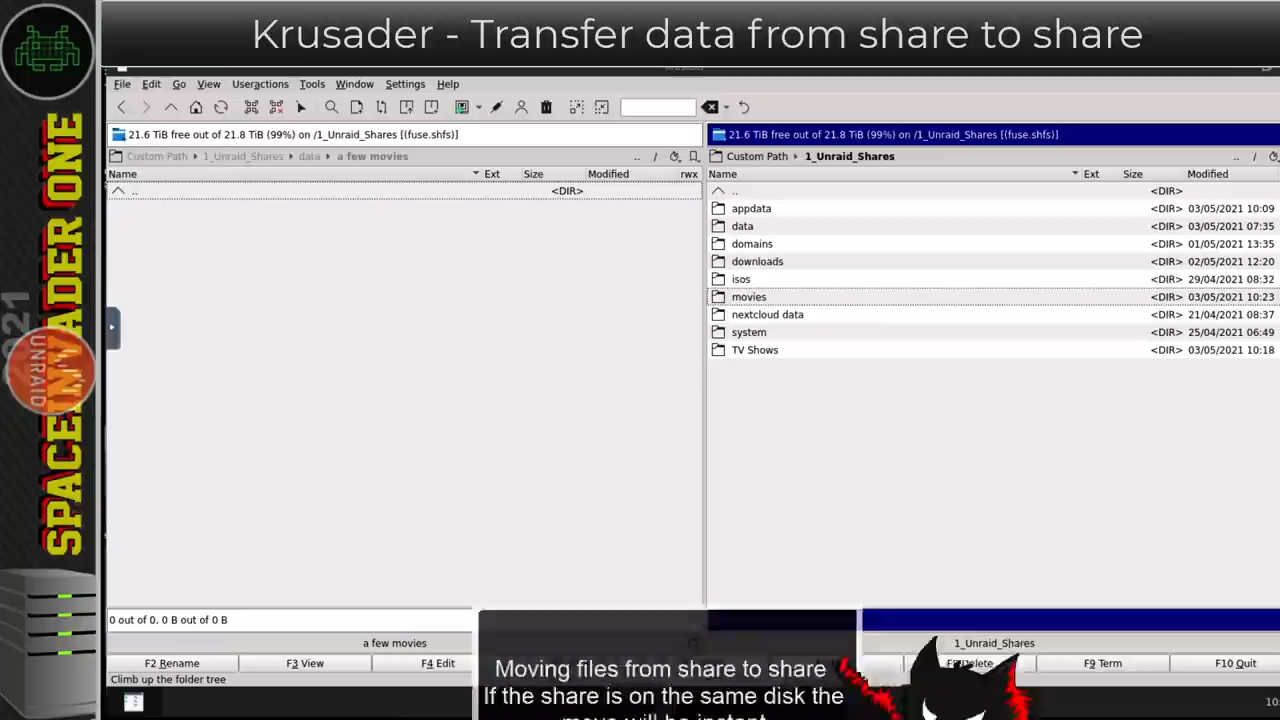 Krusader - Transfer data from share to share
SPACEINVADER ONE
2021
UNRAID
File Edit Go View Useractions Tools Window Settings Help
21.6 TiB free out of 21.8 TiB (99%) on /1_Unraid_Shares [(fuse.shfs)]
Custom Path 1_Unraid_Shares data a few movies .. /
Name Ext Size Modified rwx
.. <DIR>
0 out of 0, 0 B out of 0 B
a few movies
21.6 TiB free out of 21.8 TiB (99%) on /1_Unraid_Shares [(fuse.shfs)]
Custom Path 1_Unraid_Shares .. /
Name Ext Size Modified
.. <DIR>
appdata <DIR> 03/05/2021 10:09
data <DIR> 03/05/2021 07:35
domains <DIR> 01/05/2021 13:35
downloads <DIR> 02/05/2021 12:20
isos <DIR> 29/04/2021 08:32
movies <DIR> 03/05/2021 10:23
nextcloud data <DIR> 21/04/2021 08:37
system <DIR> 25/04/2021 06:49
TV Shows <DIR> 03/05/2021 10:18
1_Unraid_Shares
F2 Rename F3 View F4 Edit F8 Delete F9 Term F10 Quit
Climb up the folder tree
Moving files from share to share
If the share is on the same disk the
move will be instant
10